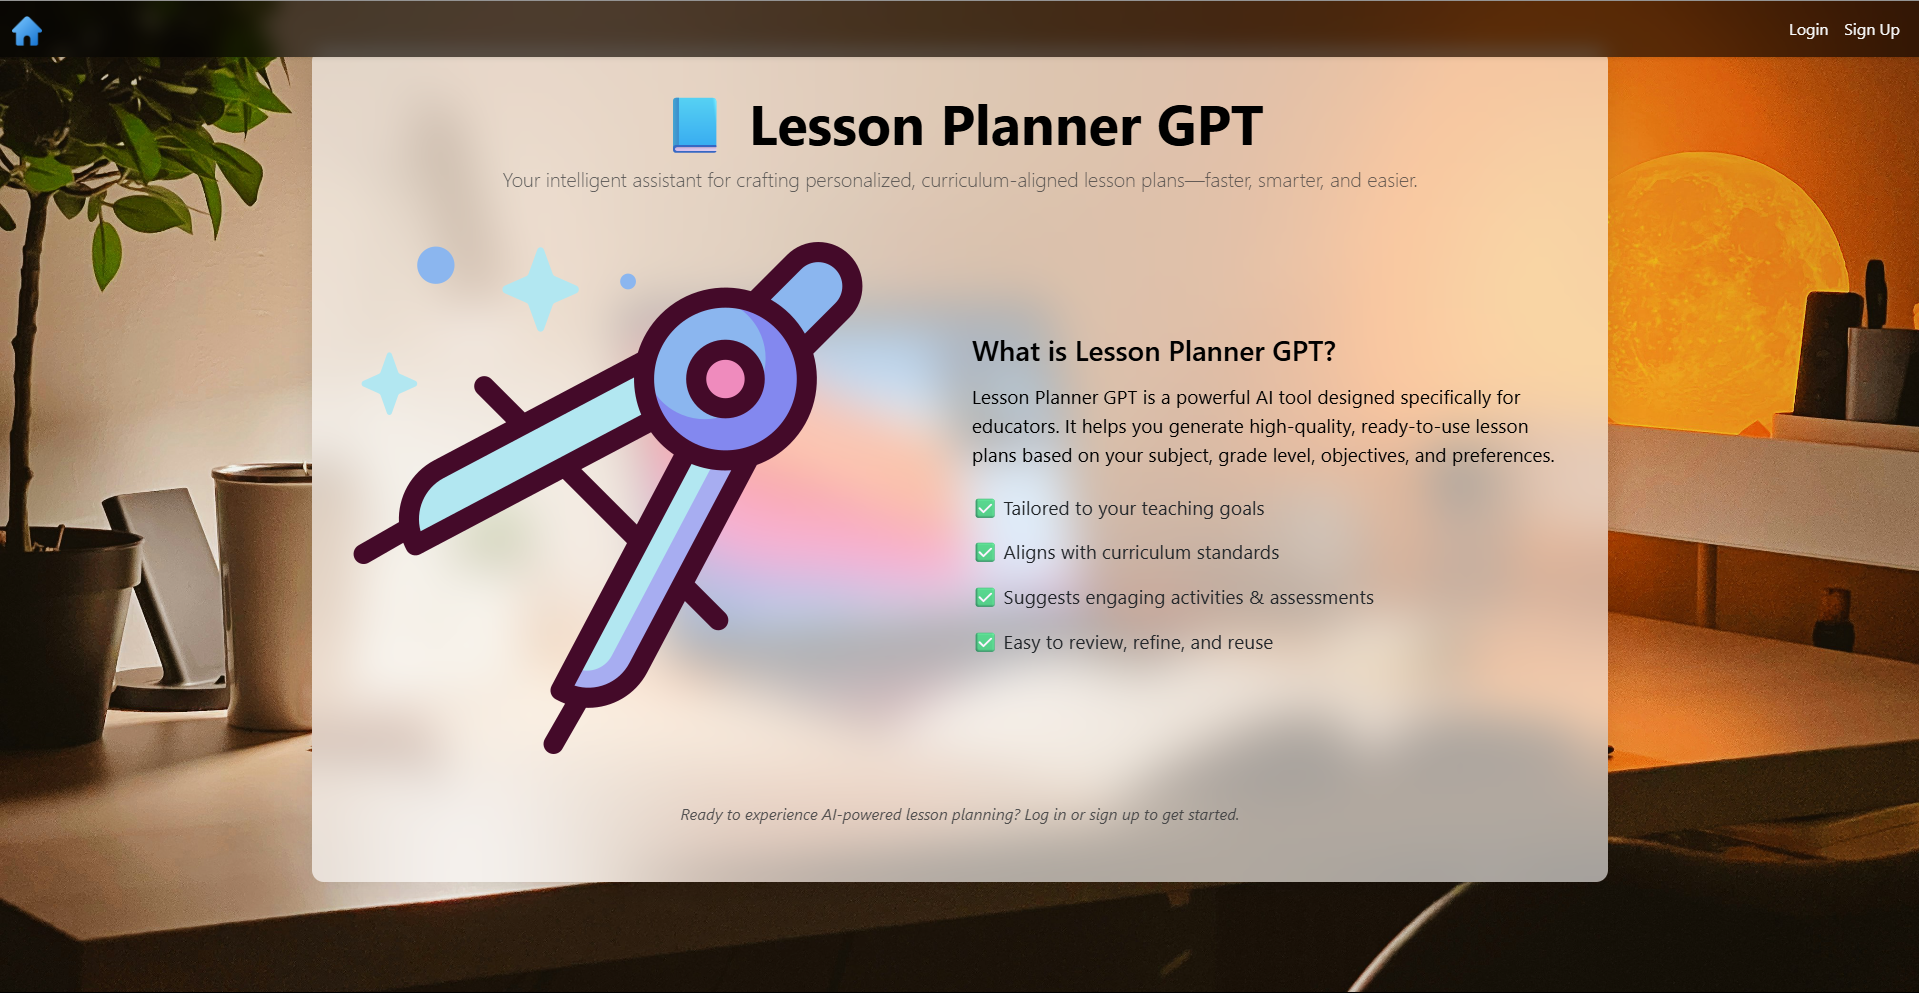 Login Sign Up
Lesson Planner GPT
Your intelligent assistant for crafting personalized, curriculum-aligned lesson plans—faster, smarter, and easier.
What is Lesson Planner GPT?
Lesson Planner GPT is a powerful AI tool designed specifically for
educators. It helps you generate high-quality, ready-to-use lesson
plans based on your subject, grade level, objectives, and preferences.
✅ Tailored to your teaching goals
✅ Aligns with curriculum standards
✅ Suggests engaging activities & assessments
✅ Easy to review, refine, and reuse
Ready to experience AI-powered lesson planning? Log in or sign up to get started.